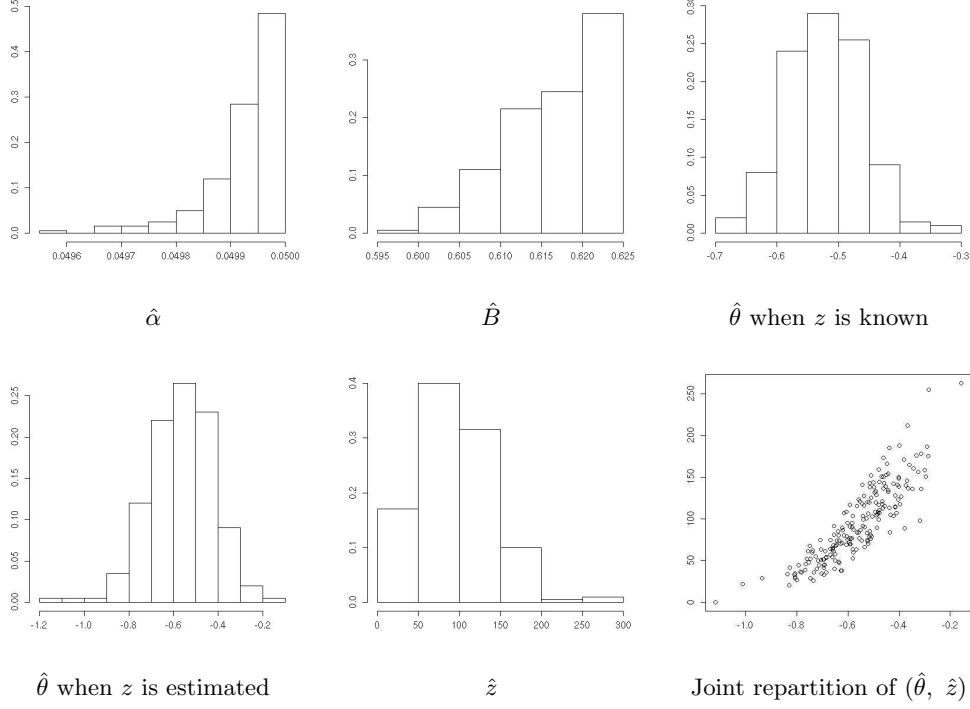 0.5
0.4
0.3
0.2
0.1
0.0
0.0496 0.0497 0.0498 0.0499 0.0500
α̂
0.3
0.2
0.1
0.0
0.595 0.600 0.605 0.610 0.615 0.620 0.625
B̂
0.30
0.25
0.20
0.15
0.10
0.05
0.00
-0.7 -0.6 -0.5 -0.4 -0.3
θ̂ when z is known
0.25
0.20
0.15
0.10
0.05
0.00
-1.2 -1.0 -0.8 -0.6 -0.4 -0.2
θ̂ when z is estimated
0.4
0.3
0.2
0.1
0.0
0 50 100 150 200 250 300
ẑ
250
200
150
100
50
0
-1.0 -0.8 -0.6 -0.4 -0.2
Joint repartition of (θ̂, ẑ)